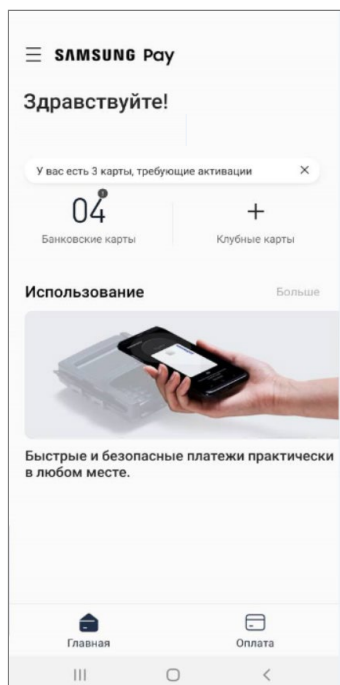 SAMSUNG Pay
Здравствуйте!
У вас есть 3 карты, требующие активации
04
Банковские карты
Клубные карты
Использование
Больше
Быстрые и безопасные платежи практически
в любом месте.
Главная
Оплата